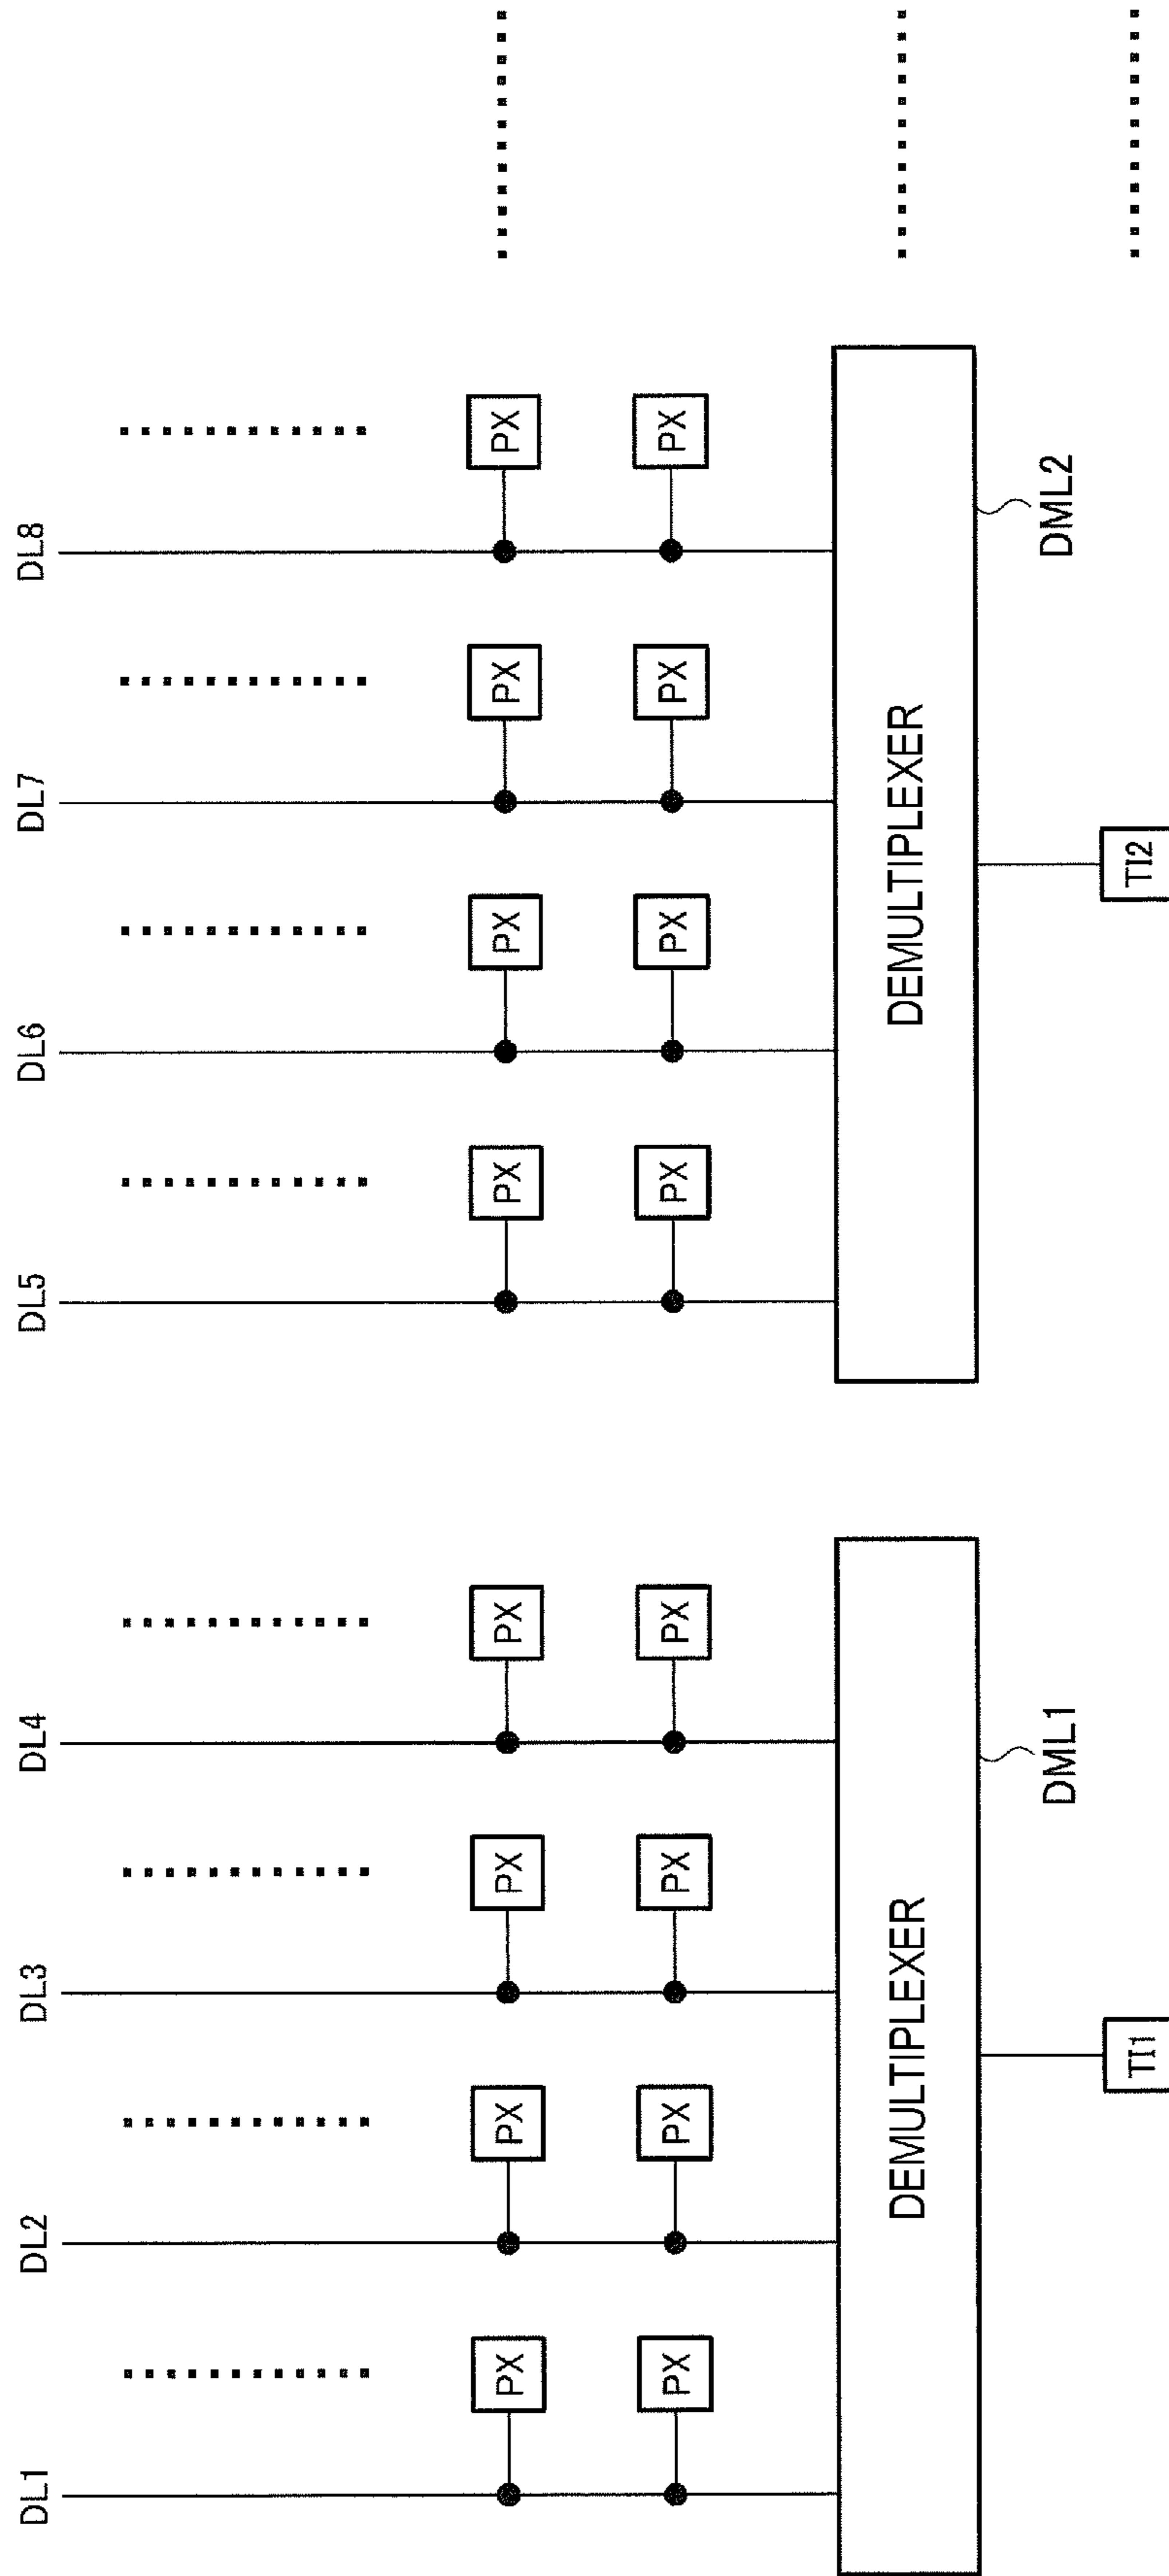 DL1 DL2 DL3 DL4 DL5 DL6 DL7 DL8
PX PX PX PX PX PX PX PX
PX PX PX PX PX PX PX PX
DEMULTIPLEXER DEMULTIPLEXER
DML1 DML2
TI1 TI2